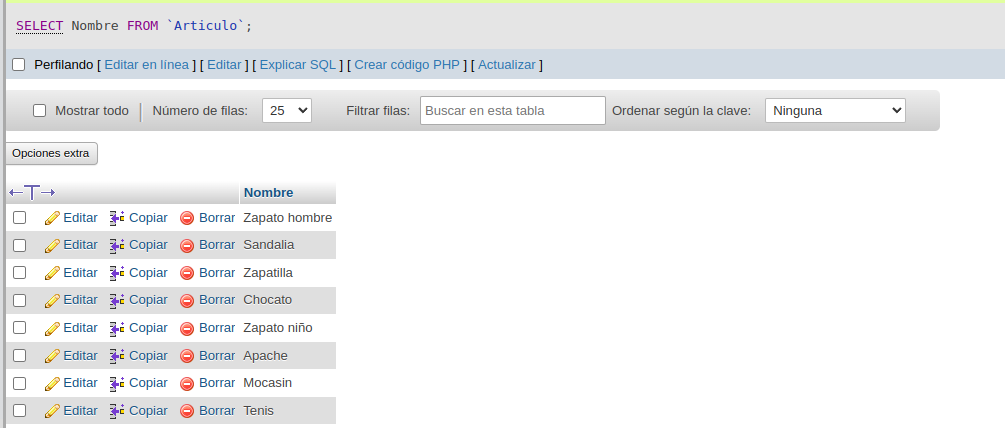 SELECT Nombre FROM `Articulo`;
Perfilando [ Editar en línea ] [ Editar ] [ Explicar SQL ] [ Crear código PHP ] [ Actualizar ]
Mostrar todo Número de filas: 25 Filtrar filas: Buscar en esta tabla Ordenar según la clave: Ninguna
Opciones extra
←T→ Nombre
Editar Copiar Borrar Zapato hombre
Editar Copiar Borrar Sandalia
Editar Copiar Borrar Zapatilla
Editar Copiar Borrar Chocato
Editar Copiar Borrar Zapato niño
Editar Copiar Borrar Apache
Editar Copiar Borrar Mocasin
Editar Copiar Borrar Tenis